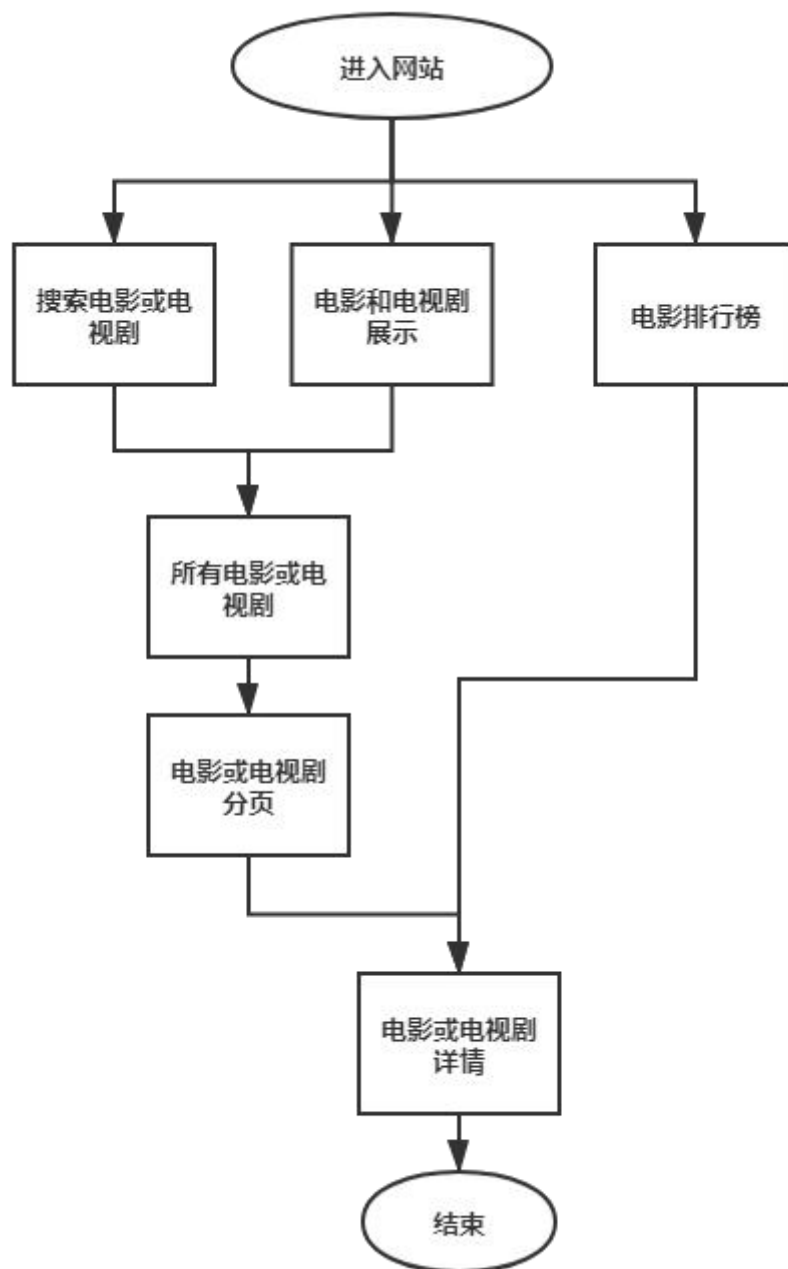 进入网站
搜索电影或电
视剧
电影和电视剧
展示
电影排行榜
所有电影或电
视剧
电影或电视剧
分页
电影或电视剧
详情
结束